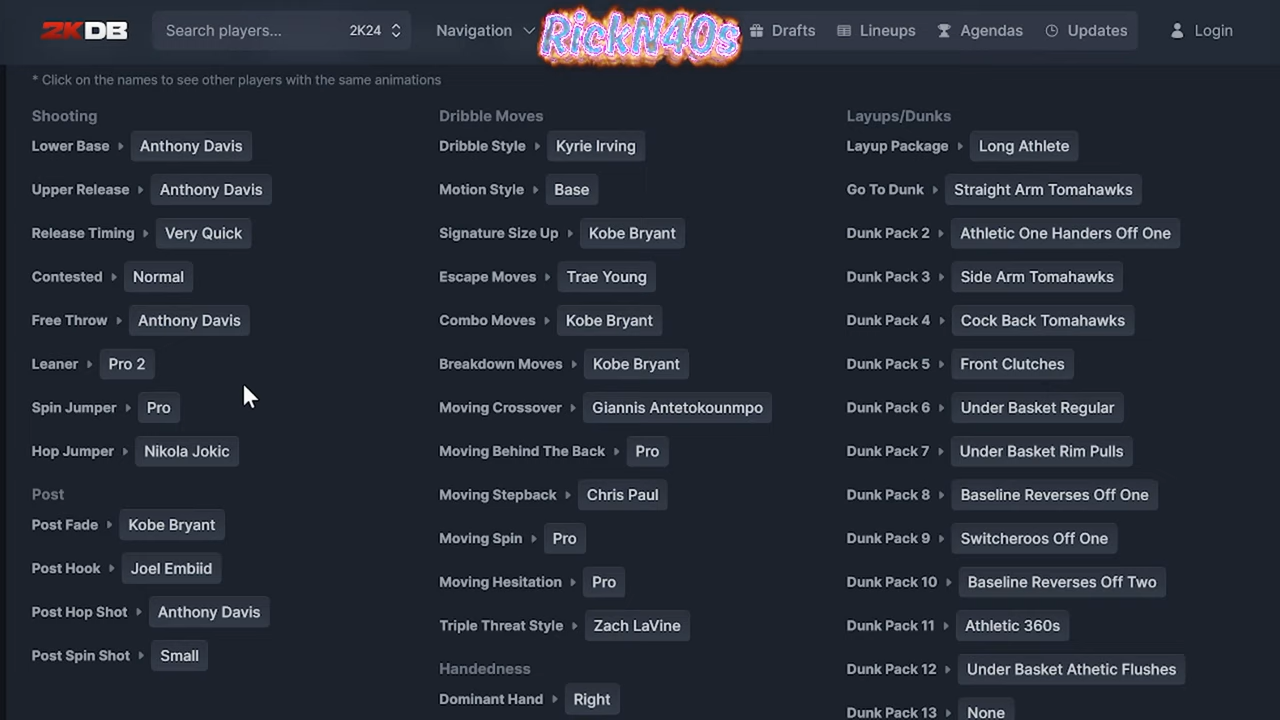 2KDB
Search players...
2K24
Navigation
RickN40s
Drafts
Lineups
Agendas
Updates
Login
* Click on the names to see other players with the same animations
Shooting
Lower Base Anthony Davis
Upper Release Anthony Davis
Release Timing Very Quick
Contested Normal
Free Throw Anthony Davis
Leaner Pro 2
Spin Jumper Pro
Hop Jumper Nikola Jokic
Post
Post Fade Kobe Bryant
Post Hook Joel Embiid
Post Hop Shot Anthony Davis
Post Spin Shot Small
Dribble Moves
Dribble Style Kyrie Irving
Motion Style Base
Signature Size Up Kobe Bryant
Escape Moves Trae Young
Combo Moves Kobe Bryant
Breakdown Moves Kobe Bryant
Moving Crossover Giannis Antetokounmpo
Moving Behind The Back Pro
Moving Stepback Chris Paul
Moving Spin Pro
Moving Hesitation Pro
Triple Threat Style Zach LaVine
Handedness
Dominant Hand Right
Layups/Dunks
Layup Package Long Athlete
Go To Dunk Straight Arm Tomahawks
Dunk Pack 2 Athletic One Handers Off One
Dunk Pack 3 Side Arm Tomahawks
Dunk Pack 4 Cock Back Tomahawks
Dunk Pack 5 Front Clutches
Dunk Pack 6 Under Basket Regular
Dunk Pack 7 Under Basket Rim Pulls
Dunk Pack 8 Baseline Reverses Off One
Dunk Pack 9 Switcheroos Off One
Dunk Pack 10 Baseline Reverses Off Two
Dunk Pack 11 Athletic 360s
Dunk Pack 12 Under Basket Athetic Flushes
Dunk Pack 13 None